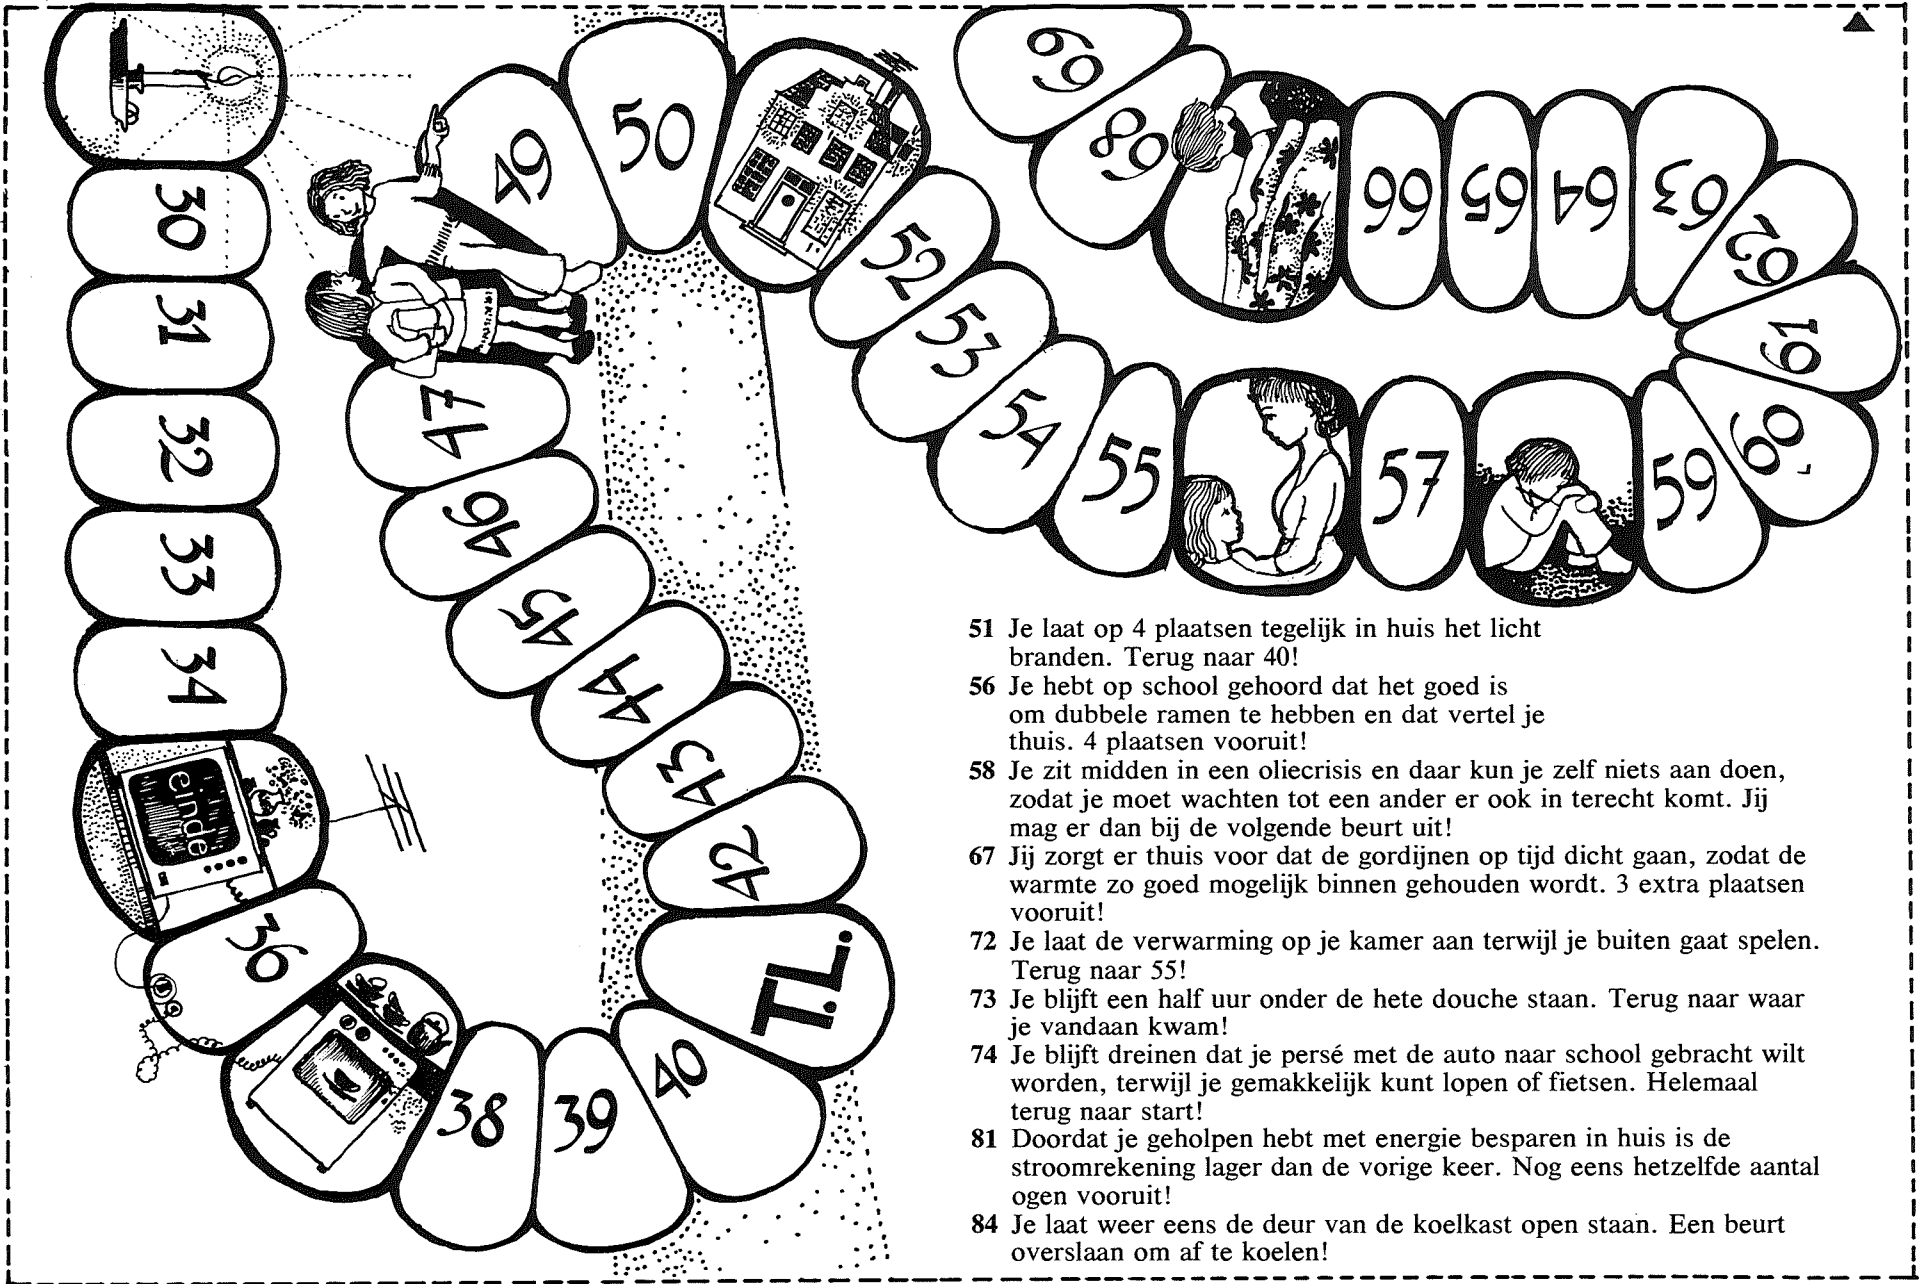 30
31
32
33
34
einde
36
38
39
40
T.L.
42
43
44
45
46
47
49
50
52
53
54
55
57
59
60
61
62
63
64
65
66
68
69
51 Je laat op 4 plaatsen tegelijk in huis het licht
branden. Terug naar 40!
56 Je hebt op school gehoord dat het goed is
om dubbele ramen te hebben en dat vertel je
thuis. 4 plaatsen vooruit!
58 Je zit midden in een oliecrisis en daar kun je zelf niets aan doen,
zodat je moet wachten tot een ander er ook in terecht komt. Jij
mag er dan bij de volgende beurt uit!
67 Jij zorgt er thuis voor dat de gordijnen op tijd dicht gaan, zodat de
warmte zo goed mogelijk binnen gehouden wordt. 3 extra plaatsen
vooruit!
72 Je laat de verwarming op je kamer aan terwijl je buiten gaat spelen.
Terug naar 55!
73 Je blijft een half uur onder de hete douche staan. Terug naar waar
je vandaan kwam!
74 Je blijft dreinen dat je persé met de auto naar school gebracht wilt
worden, terwijl je gemakkelijk kunt lopen of fietsen. Helemaal
terug naar start!
81 Doordat je geholpen hebt met energie besparen in huis is de
stroomrekening lager dan de vorige keer. Nog eens hetzelfde aantal
ogen vooruit!
84 Je laat weer eens de deur van de koelkast open staan. Een beurt
overslaan om af te koelen!